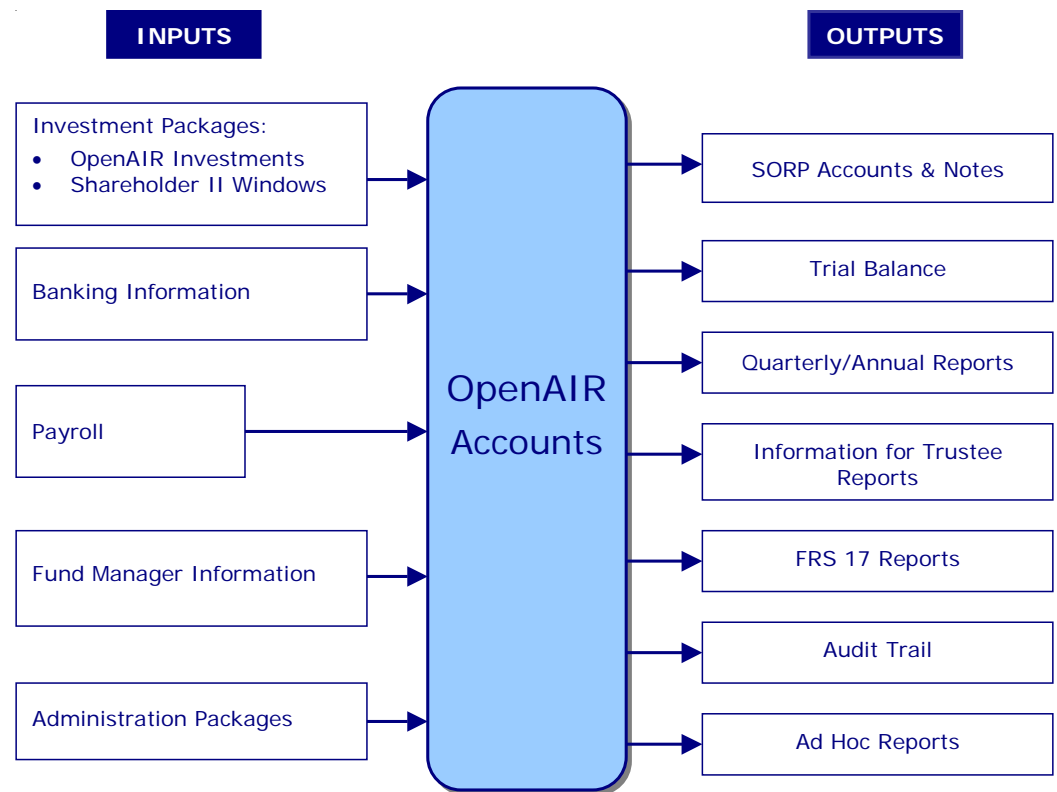 INPUTS
OUTPUTS
Investment Packages:
• OpenAIR Investments
• Shareholder II Windows
Banking Information
Payroll
Fund Manager Information
Administration Packages
OpenAIR
Accounts
SORP Accounts & Notes
Trial Balance
Quarterly/Annual Reports
Information for Trustee
Reports
FRS 17 Reports
Audit Trail
Ad Hoc Reports